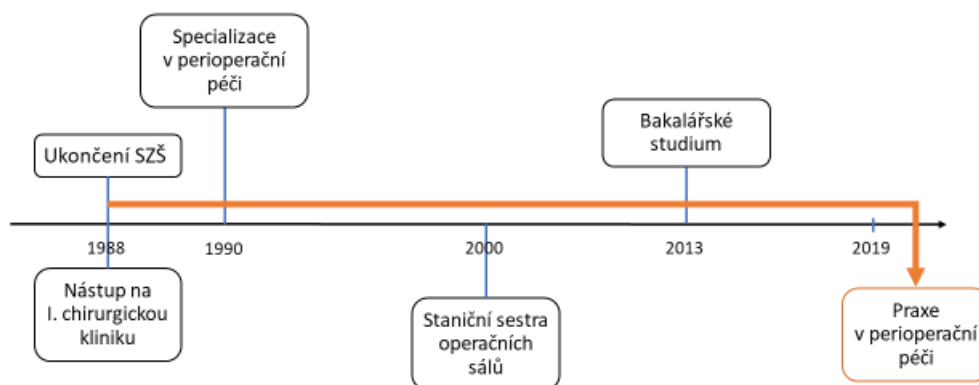 Specializace
v perioperační
péči
Ukončení SZŠ
Bakalářské
studium
1988
1990
2000
2013
2019
Nástup na
I. chirurgickou
kliniku
Staniční sestra
operačních
sálů
Praxe
v perioperační
péči